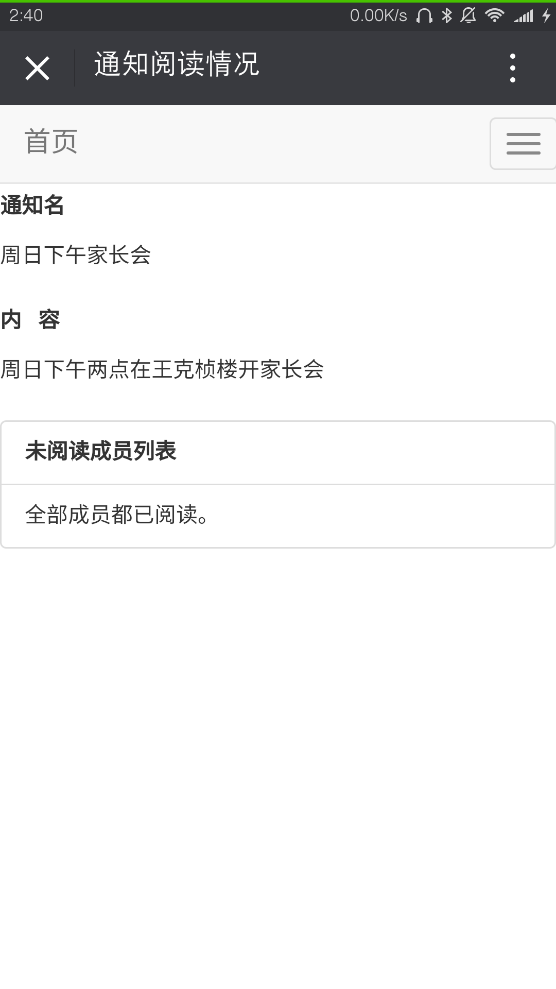 2:40 0.00K/s
通知阅读情况
首页
通知名
周日下午家长会
内 容
周日下午两点在王克桢楼开家长会
未阅读成员列表
全部成员都已阅读。